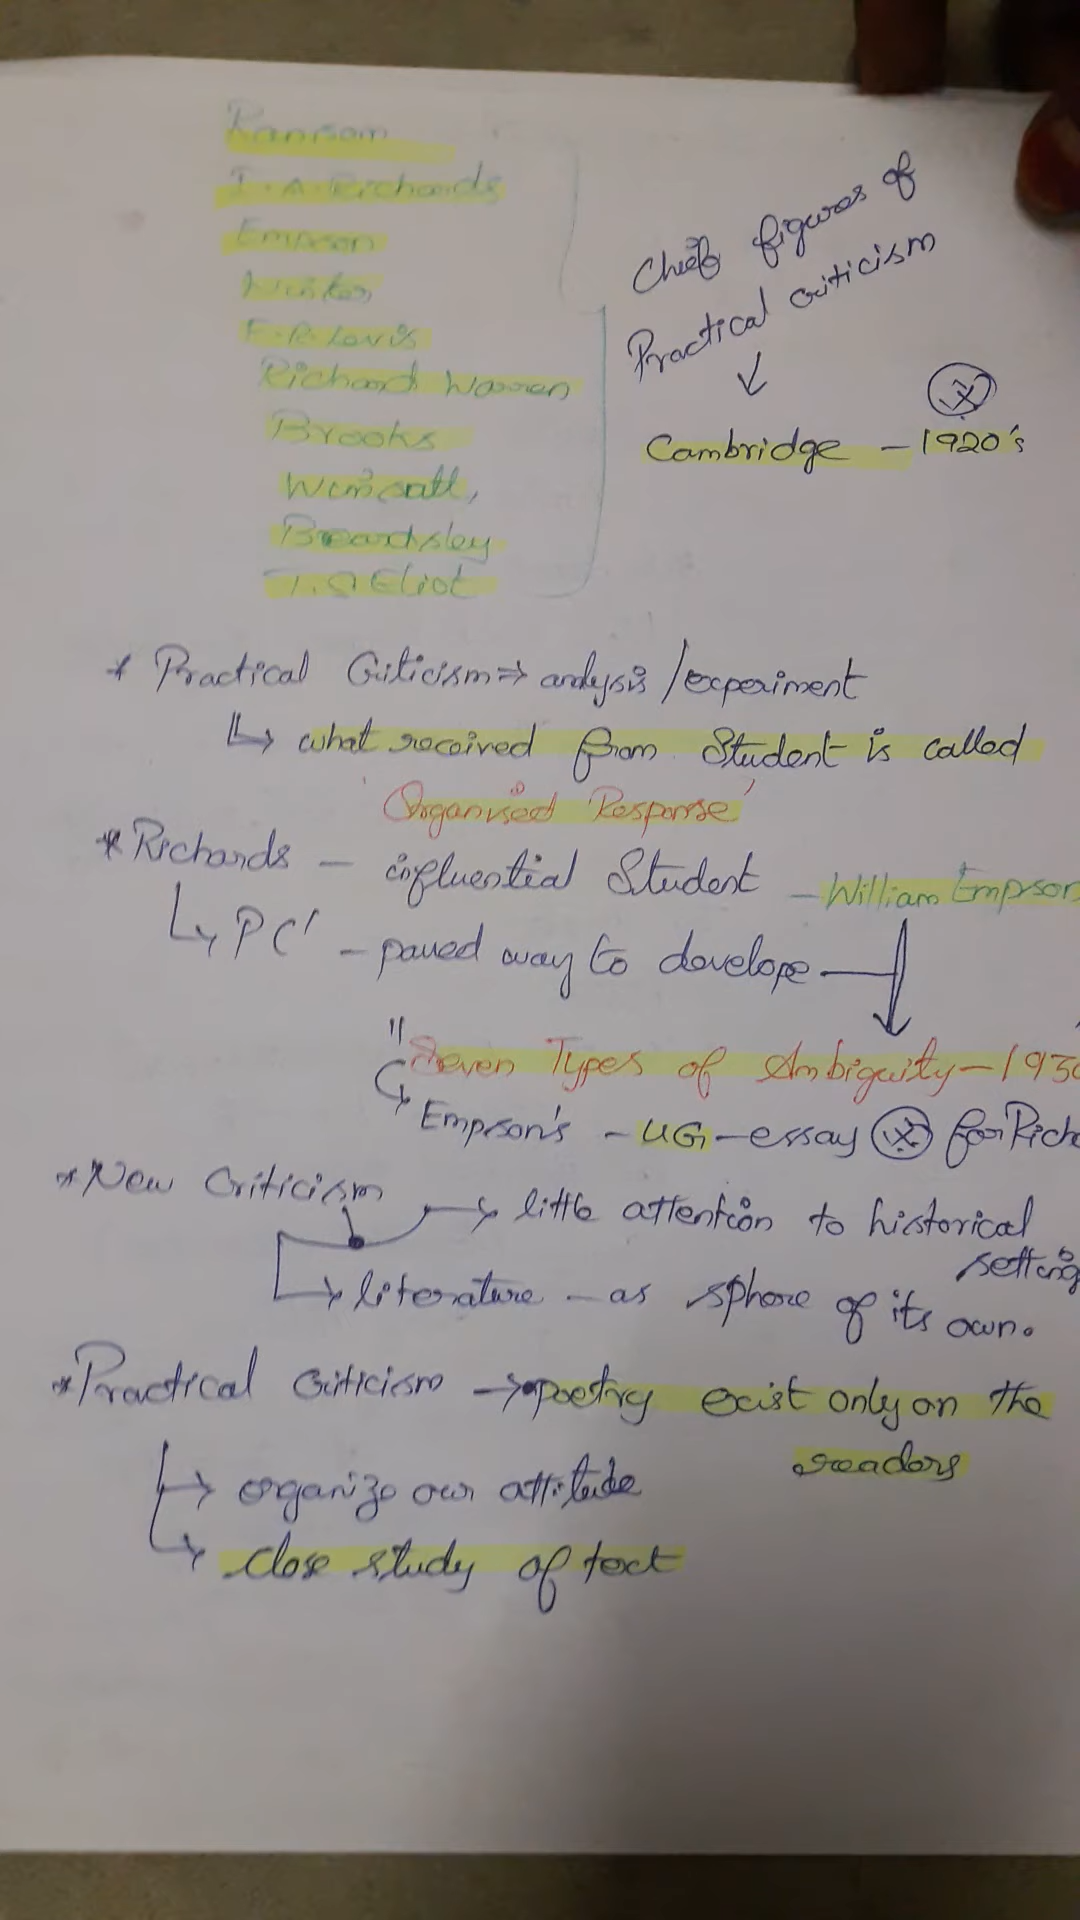 Ransom
I.A. Richards
Empson
F.R. Lavis
Richard Warren
Brooks
Wimsatt,
Beardsley
T.S Eliot
Chief figures of
Practical criticism
Cambridge - 1920's
* Practical Criticism ⇒ analysis / experiment
↳ what received from Student is called
'Organised Response'
* Richards - influential Student - William Empson
↳ PC' - paved way to develope
"Seven Types of Ambiguity - 193
↳ Empson's - UG - essay for Rich
* New Criticism → little attention to historical
setting
↳ literature - as sphere of its own.
* Practical criticism → poetry exist only on the
readers
→ organize our attitude
↳ close study of text